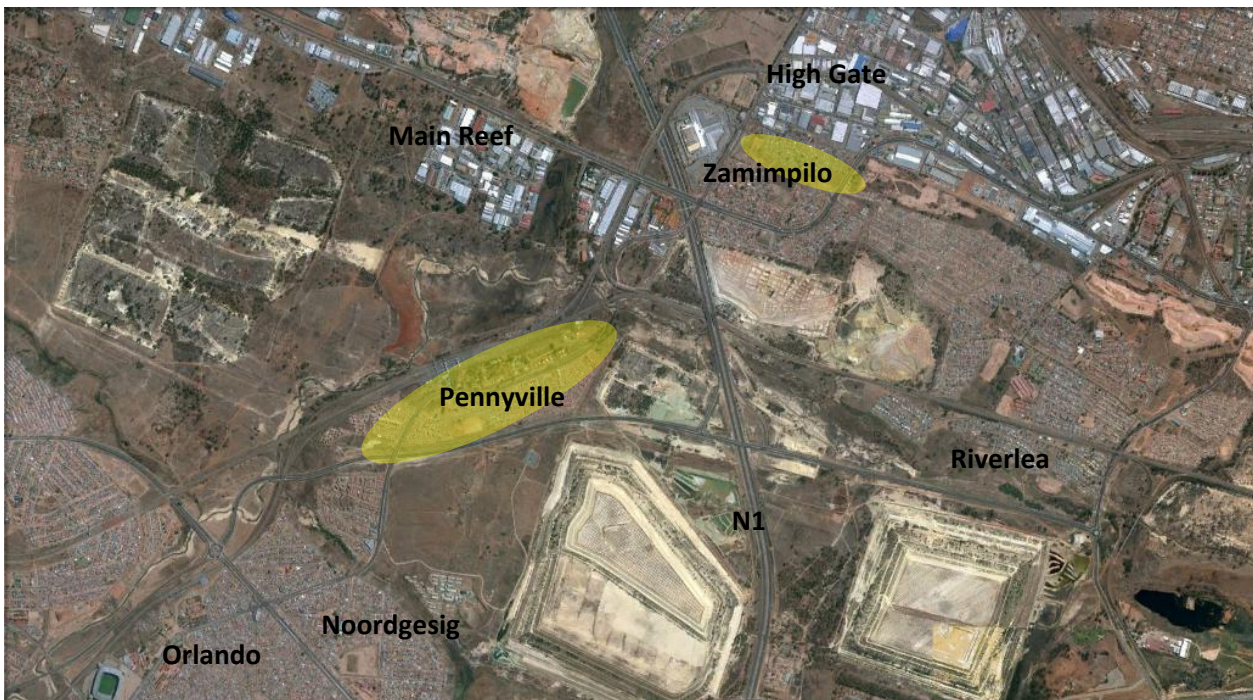 High Gate
Main Reef
Zamimpilo
Pennyville
Riverlea
N1
Noordgesig
Orlando